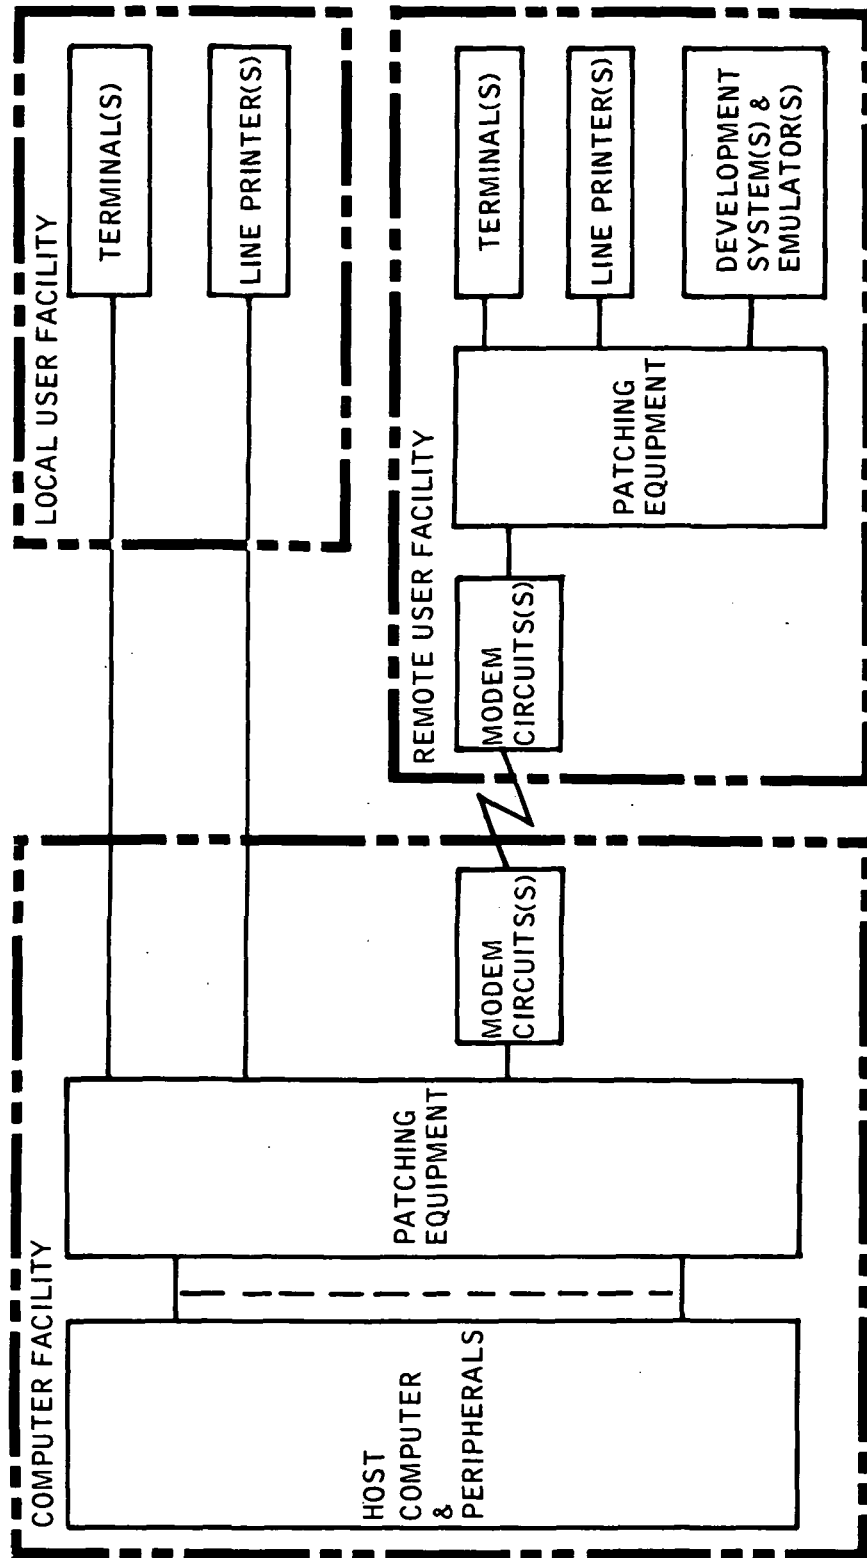 COMPUTER FACILITY
HOST
COMPUTER
&
PERIPHERALS
PATCHING
EQUIPMENT
MODEM
CIRCUITS(S)
LOCAL USER FACILITY
TERMINAL(S)
LINE PRINTER(S)
REMOTE USER FACILITY
MODEM
CIRCUITS(S)
PATCHING
EQUIPMENT
TERMINAL(S)
LINE PRINTER(S)
DEVELOPMENT
SYSTEM(S) &
EMULATOR(S)